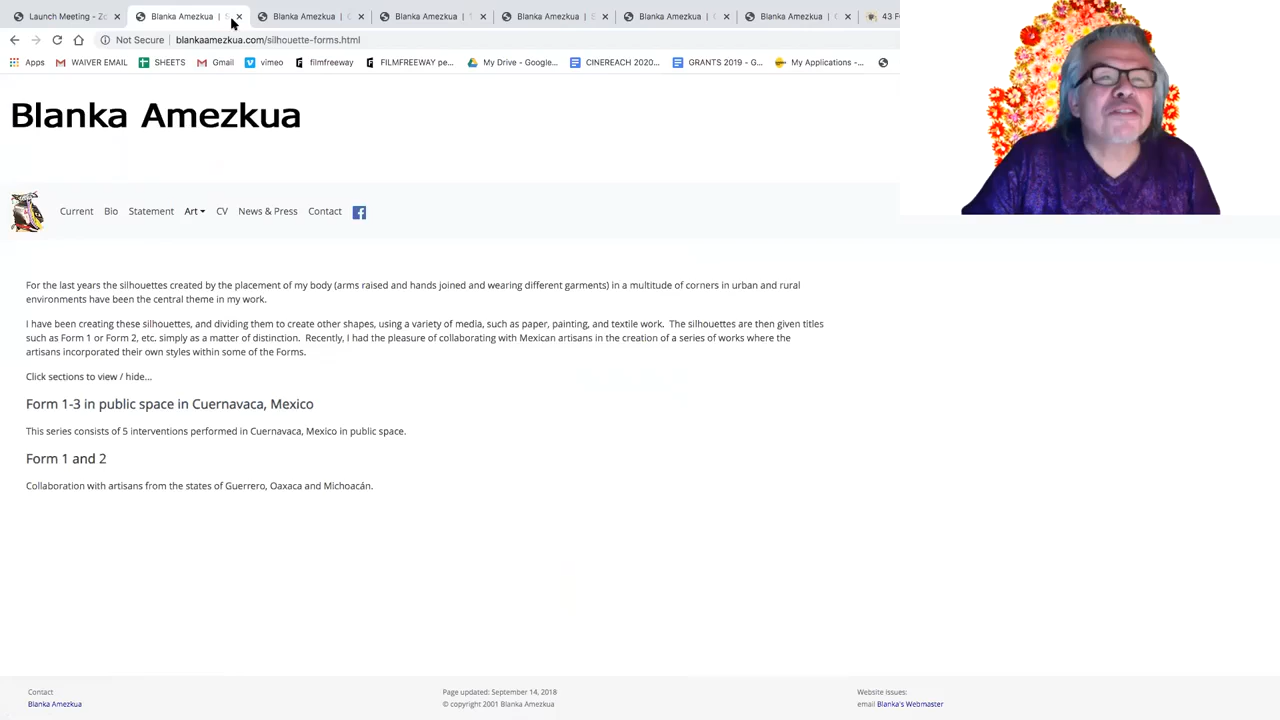 Launch Meeting - Zo
Blanka Amezkua | S
Blanka Amezkua | C
Blanka Amezkua |
Blanka Amezkua | S
Blanka Amezkua |
Blanka Amezkua |
43 F
Not Secure | blankaamezkua.com/silhouette-forms.html
Apps WAIVER EMAIL SHEETS Gmail vimeo filmfreeway FILMFREEWAY pe... My Drive - Google... CINEREACH 2020... GRANTS 2019 - G... My Applications -...
Blanka Amezkua
Current Bio Statement Art CV News & Press Contact
For the last years the silhouettes created by the placement of my body (arms raised and hands joined and wearing different garments) in a multitude of corners in urban and rural
environments have been the central theme in my work.
I have been creating these silhouettes, and dividing them to create other shapes, using a variety of media, such as paper, painting, and textile work. The silhouettes are then given titles
such as Form 1 or Form 2, etc. simply as a matter of distinction. Recently, I had the pleasure of collaborating with Mexican artisans in the creation of a series of works where the
artisans incorporated their own styles within some of the Forms.
Click sections to view / hide...
Form 1-3 in public space in Cuernavaca, Mexico
This series consists of 5 interventions performed in Cuernavaca, Mexico in public space.
Form 1 and 2
Collaboration with artisans from the states of Guerrero, Oaxaca and Michoacán.
Contact
Blanka Amezkua
Page updated: September 14, 2018
© copyright 2001 Blanka Amezkua
Website issues:
email Blanka's Webmaster